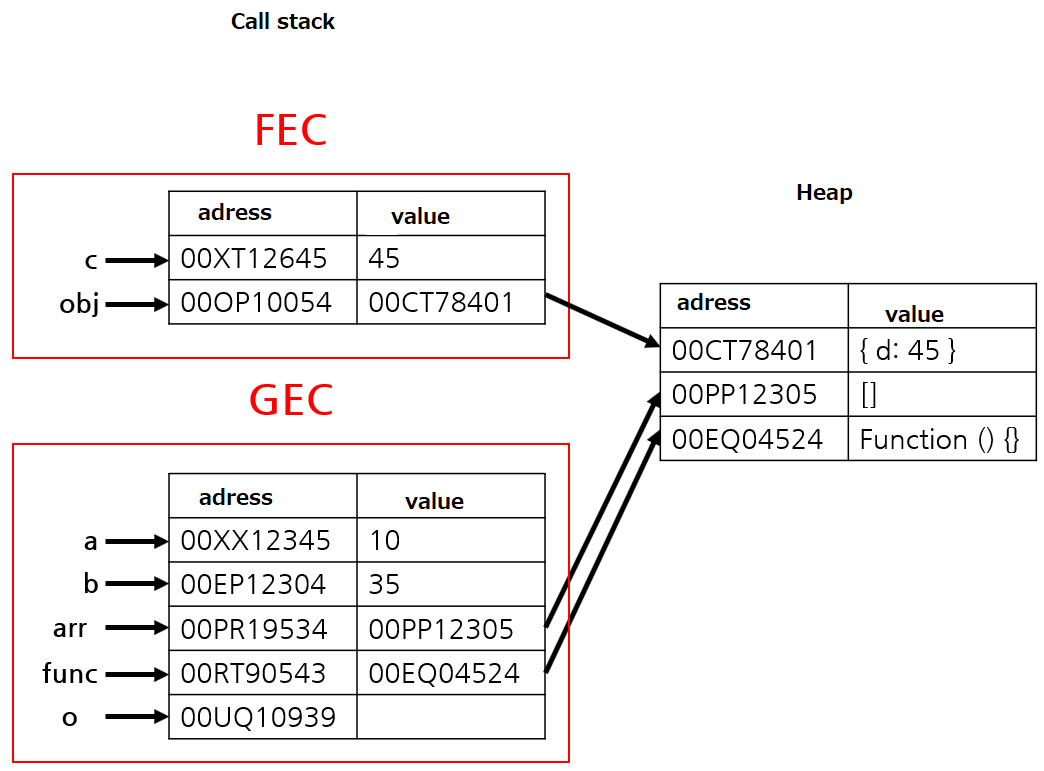 Call stack
FEC
adress value
c 00XT12645 45
obj 00OP10054 00CT78401
Heap
adress value
00CT78401 { d: 45 }
00PP12305 []
00EQ04524 Function () {}
GEC
adress value
a 00XX12345 10
b 00EP12304 35
arr 00PR19534 00PP12305
func 00RT90543 00EQ04524
o 00UQ10939